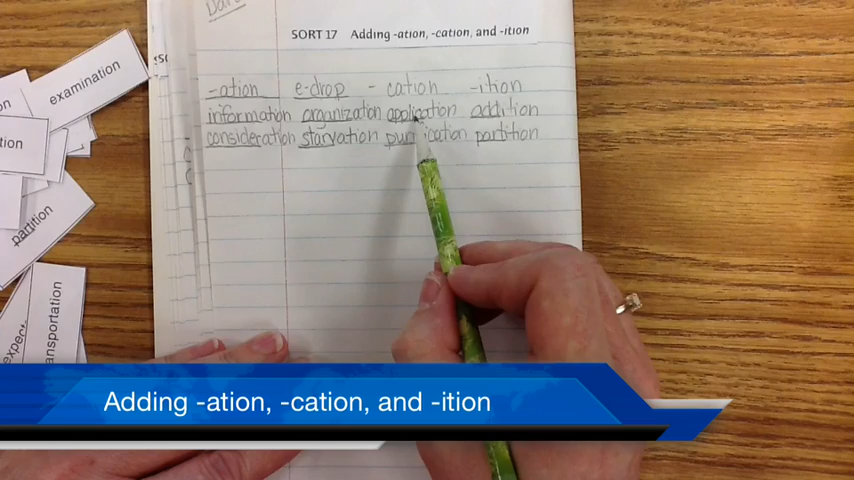 SORT 17 Adding -ation, -cation, and -ition
-ation e-drop -cation -ition
information organization application addition
consideration starvation purification partition
examination
partition
transportation
Adding -ation, -cation, and -ition